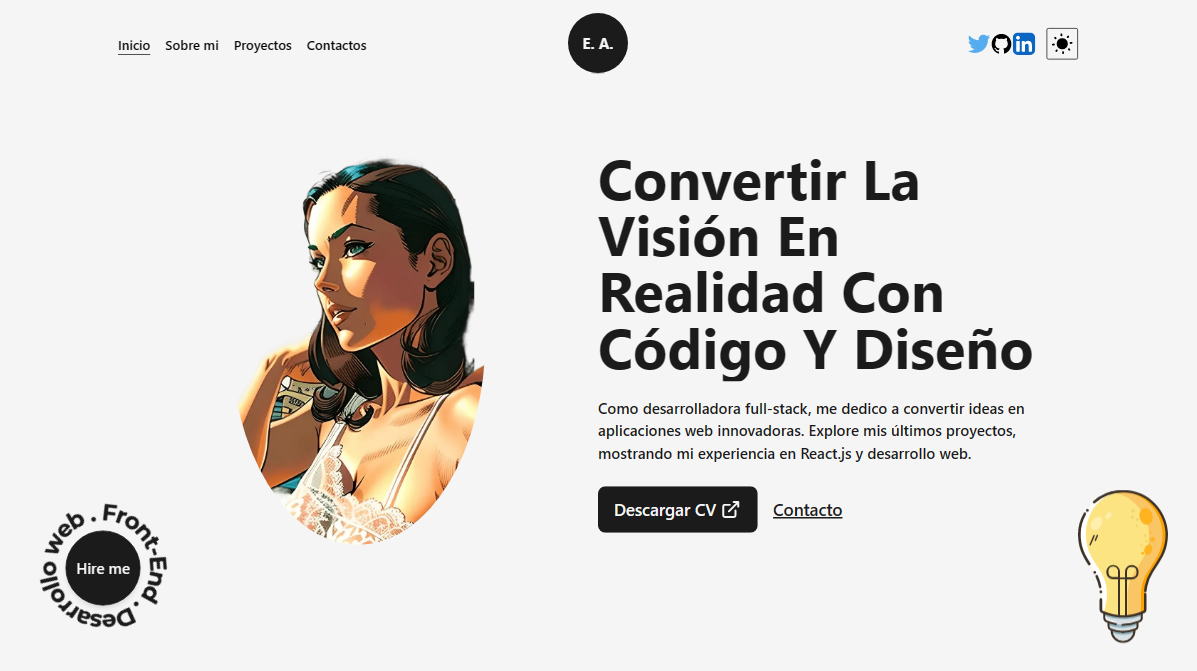 Inicio Sobre mi Proyectos Contactos
E. A.
in
Convertir La
Visión En
Realidad Con
Código Y Diseño
Como desarrolladora full-stack, me dedico a convertir ideas en
aplicaciones web innovadoras. Explore mis últimos proyectos,
mostrando mi experiencia en React.js y desarrollo web.
Descargar CV Contacto
Desarrollo web . Front-End .
Hire me